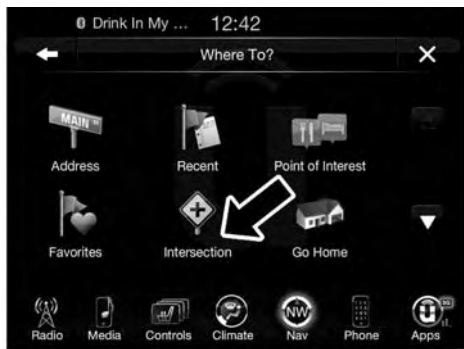 Drink In My ... 12:42
Where To?
MAIN
Address Recent Point of Interest
Favorites Intersection Go Home
NW
Radio Media Controls Climate Nav Phone Apps